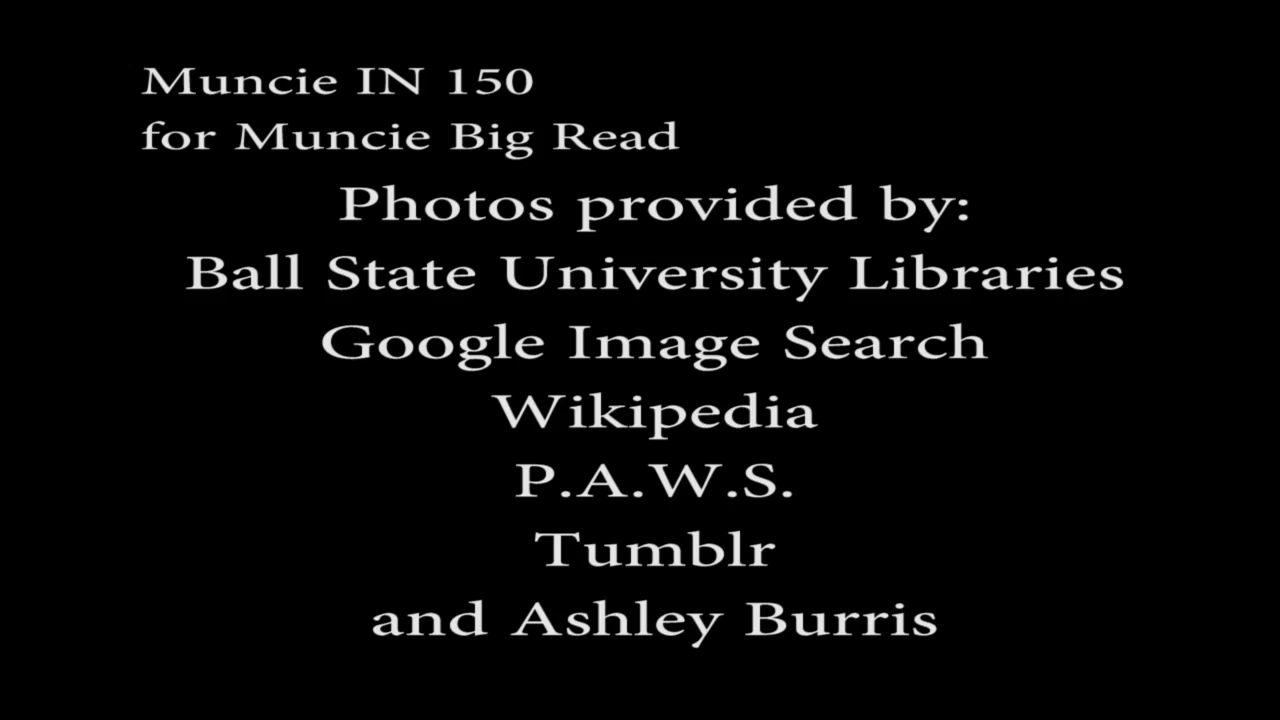 Muncie IN 150
for Muncie Big Read
Photos provided by:
Ball State University Libraries
Google Image Search
Wikipedia
P.A.W.S.
Tumblr
and Ashley Burris